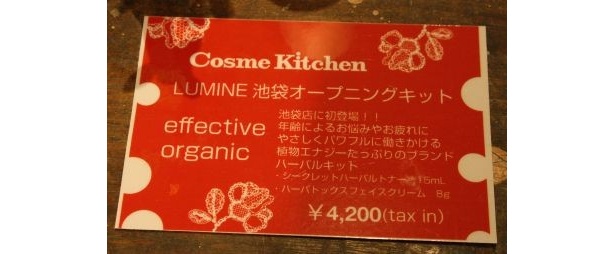 Cosme Kitchen
LUMINE 池袋オープニングキット
effective
organic
池袋店に初登場！！
年齢によるお悩みやお疲れに
やさしくパワフルに働きかける
植物エナジーたっぷりのブランド
ハーバルキット
・シークレットハーバルトナー 15mL
・ハーバトックスフェイスクリーム 8g
￥4,200(tax in)